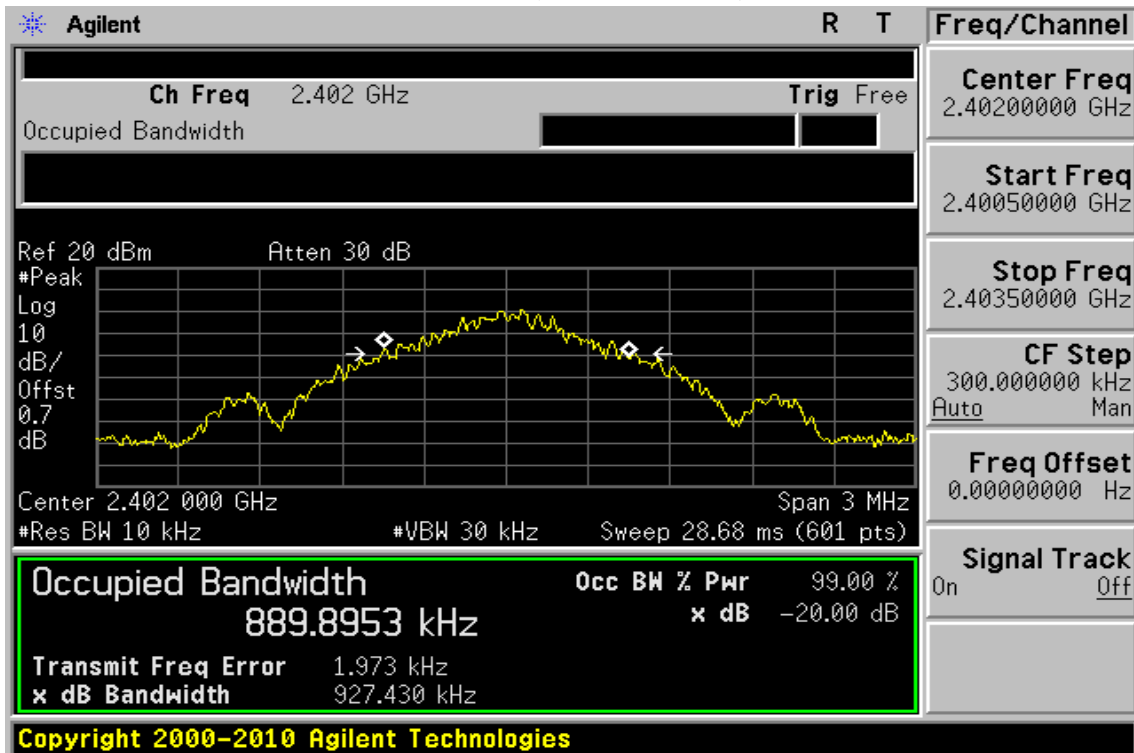 Agilent R T
Ch Freq 2.402 GHz Trig Free
Occupied Bandwidth
Ref 20 dBm Atten 30 dB
#Peak
Log
10
dB/
Offst
0.7
dB
Center 2.402 000 GHz Span 3 MHz
#Res BW 10 kHz #VBW 30 kHz Sweep 28.68 ms (601 pts)
Occupied Bandwidth
889.8953 kHz
Occ BW % Pwr 99.00 %
x dB -20.00 dB
Transmit Freq Error 1.973 kHz
x dB Bandwidth 927.430 kHz
Copyright 2000-2010 Agilent Technologies
Freq/Channel
Center Freq
2.40200000 GHz
Start Freq
2.40050000 GHz
Stop Freq
2.40350000 GHz
CF Step
300.000000 kHz
Auto Man
Freq Offset
0.00000000 Hz
Signal Track
On Off